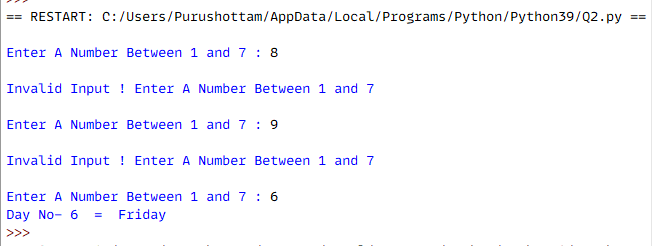 >>>
== RESTART: C:/Users/Purushottam/AppData/Local/Programs/Python/Python39/Q2.py ==
Enter A Number Between 1 and 7 : 8
Invalid Input ! Enter A Number Between 1 and 7
Enter A Number Between 1 and 7 : 9
Invalid Input ! Enter A Number Between 1 and 7
Enter A Number Between 1 and 7 : 6
Day No- 6  =  Friday
>>>